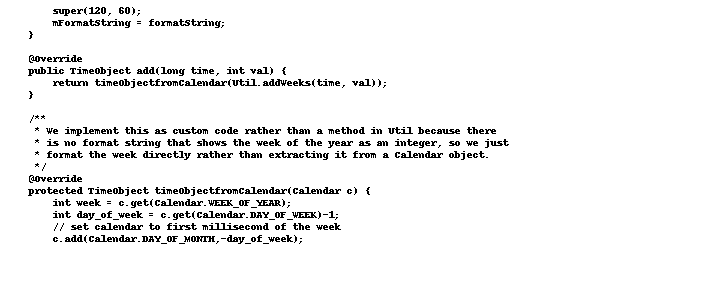 super(120, 60);
mFormatString = formatString;
}
@Override
public TimeObject add(long time, int val) {
return timeObjectfromCalendar(Util.addWeeks(time, val));
}
/**
* We implement this as custom code rather than a method in Util because there
* is no format string that shows the week of the year as an integer, so we just
* format the week directly rather than extracting it from a Calendar object.
*/
@Override
protected TimeObject timeObjectfromCalendar(Calendar c) {
int week = c.get(Calendar.WEEK_OF_YEAR);
int day_of_week = c.get(Calendar.DAY_OF_WEEK)-1;
// set calendar to first millisecond of the week
c.add(Calendar.DAY_OF_MONTH,-day_of_week);